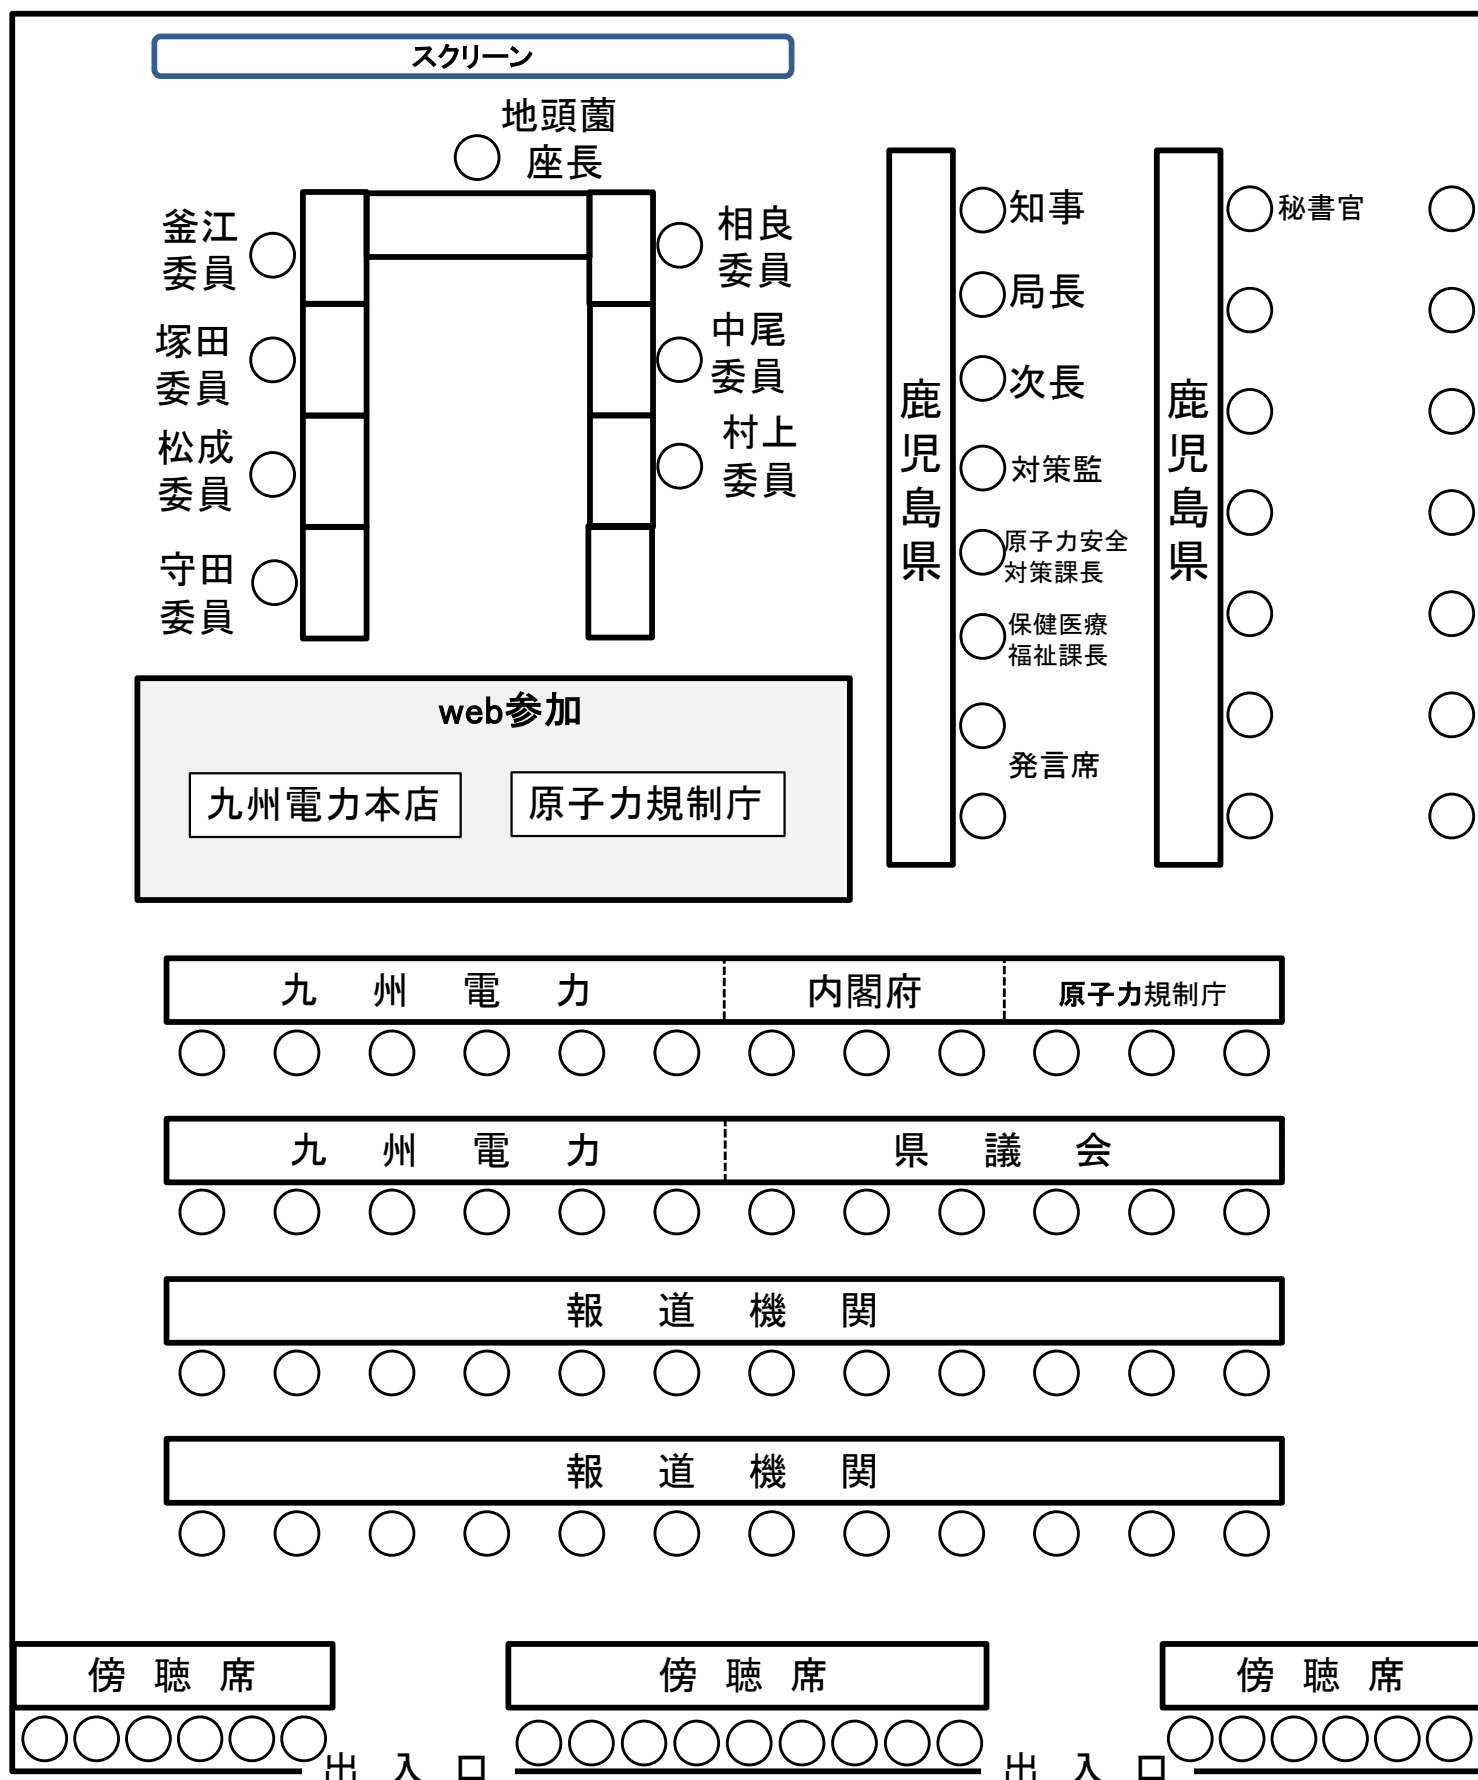 スクリーン
地頭薗
座長
釜江
委員
相良
委員
塚田
委員
中尾
委員
松成
委員
村上
委員
守田
委員
鹿児島県
知事
局長
次長
対策監
原子力安全
対策課長
保健医療
福祉課長
発言席
鹿児島県
秘書官
web参加
九州電力本店
原子力規制庁
九州電力
内閣府
原子力規制庁
九州電力
県議会
報道機関
報道機関
傍聴席
傍聴席
傍聴席
出入口
出入口